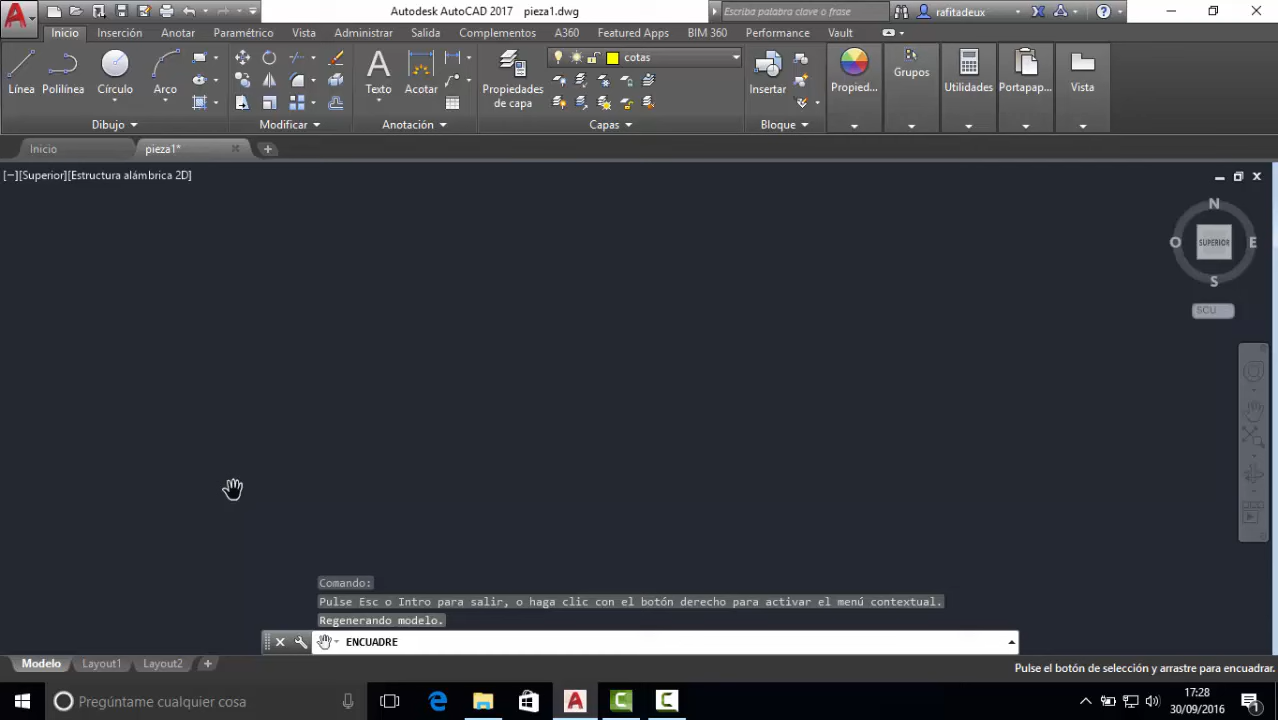 Autodesk AutoCAD 2017 pieza1.dwg
Escriba palabra clave o frase
rafitadeux
Inicio Inserción Anotar Paramétrico Vista Administrar Salida Complementos A360 Featured Apps BIM 360 Performance Vault
Línea Polilínea Círculo Arco
Texto Acotar
Propiedades de capa
cotas
Insertar
Propied... Grupos Utilidades Portapap... Vista
Dibujo Modificar Anotación Capas Bloque
Inicio pieza1*
[−][Superior][Estructura alámbrica 2D]
N
O SUPERIOR E
S
SCU
Comando:
Pulse Esc o Intro para salir, o haga clic con el botón derecho para activar el menú contextual.
Regenerando modelo.
ENCUADRE
Modelo Layout1 Layout2
Pulse el botón de selección y arrastre para encuadrar.
Pregúntame cualquier cosa
17:28
30/09/2016
1